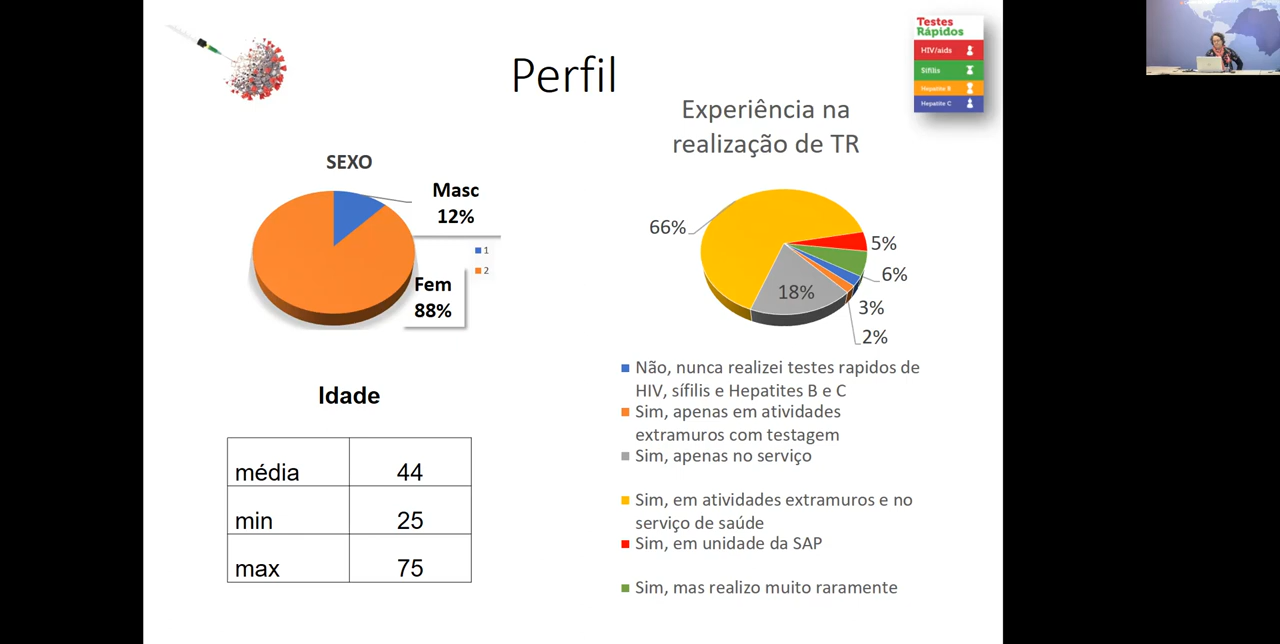 Perfil
Testes
Rápidos
HIV/aids
Sífilis
Hepatite B
Hepatite C
SEXO
Masc
12%
1
2
Fem
88%
Idade
média 44
min 25
max 75
Experiência na
realização de TR
66%
5%
6%
18%
3%
2%
Não, nunca realizei testes rapidos de
HIV, sífilis e Hepatites B e C
Sim, apenas em atividades
extramuros com testagem
Sim, apenas no serviço
Sim, em atividades extramuros e no
serviço de saúde
Sim, em unidade da SAP
Sim, mas realizo muito raramente